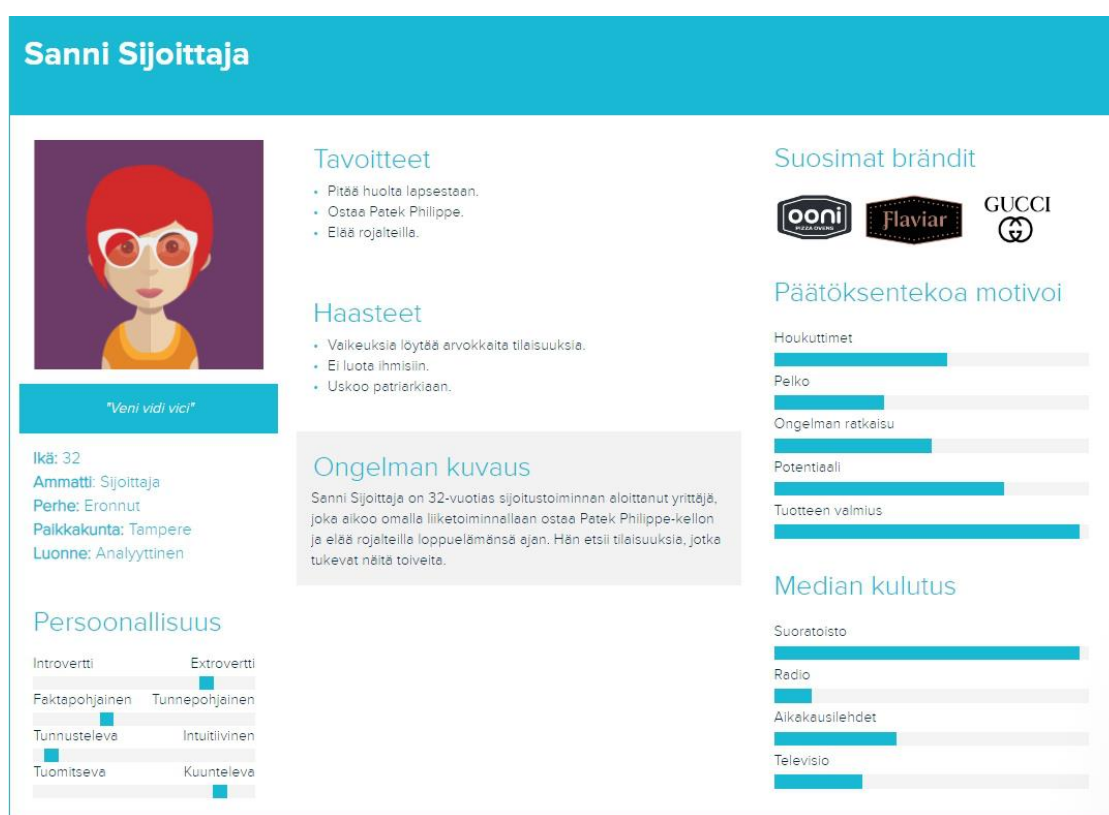 Sanni Sijoittaja
"Veni vidi vici"
Ikä: 32
Ammatti: Sijoittaja
Perhe: Eronnut
Paikkakunta: Tampere
Luonne: Analyyttinen
Persoonallisuus
Introvertti Extrovertti
Faktapohjainen Tunnepohjainen
Tunnusteleva Intuitiivinen
Tuomitseva Kuunteleva
Tavoitteet
• Pitää huolta lapsestaan.
• Ostaa Patek Philippe.
• Elää rojalteilla.
Haasteet
• Vaikeuksia löytää arvokkaita tilaisuuksia.
• Ei luota ihmisiin.
• Uskoo patriarkiaan.
Ongelman kuvaus
Sanni Sijoittaja on 32-vuotias sijoitustoiminnan aloittanut yrittäjä,
joka aikoo omalla liiketoiminnallaan ostaa Patek Philippe-kellon
ja elää rojalteilla loppuelämänsä ajan. Hän etsii tilaisuuksia, jotka
tukevat näitä toiveita.
Suosimat brändit
ooni
PIZZA OVENS
Flaviar
GUCCI
Päätöksentekoa motivoi
Houkuttimet
Pelko
Ongelman ratkaisu
Potentiaali
Tuotteen valmius
Median kulutus
Suoratoisto
Radio
Aikakausilehdet
Televisio